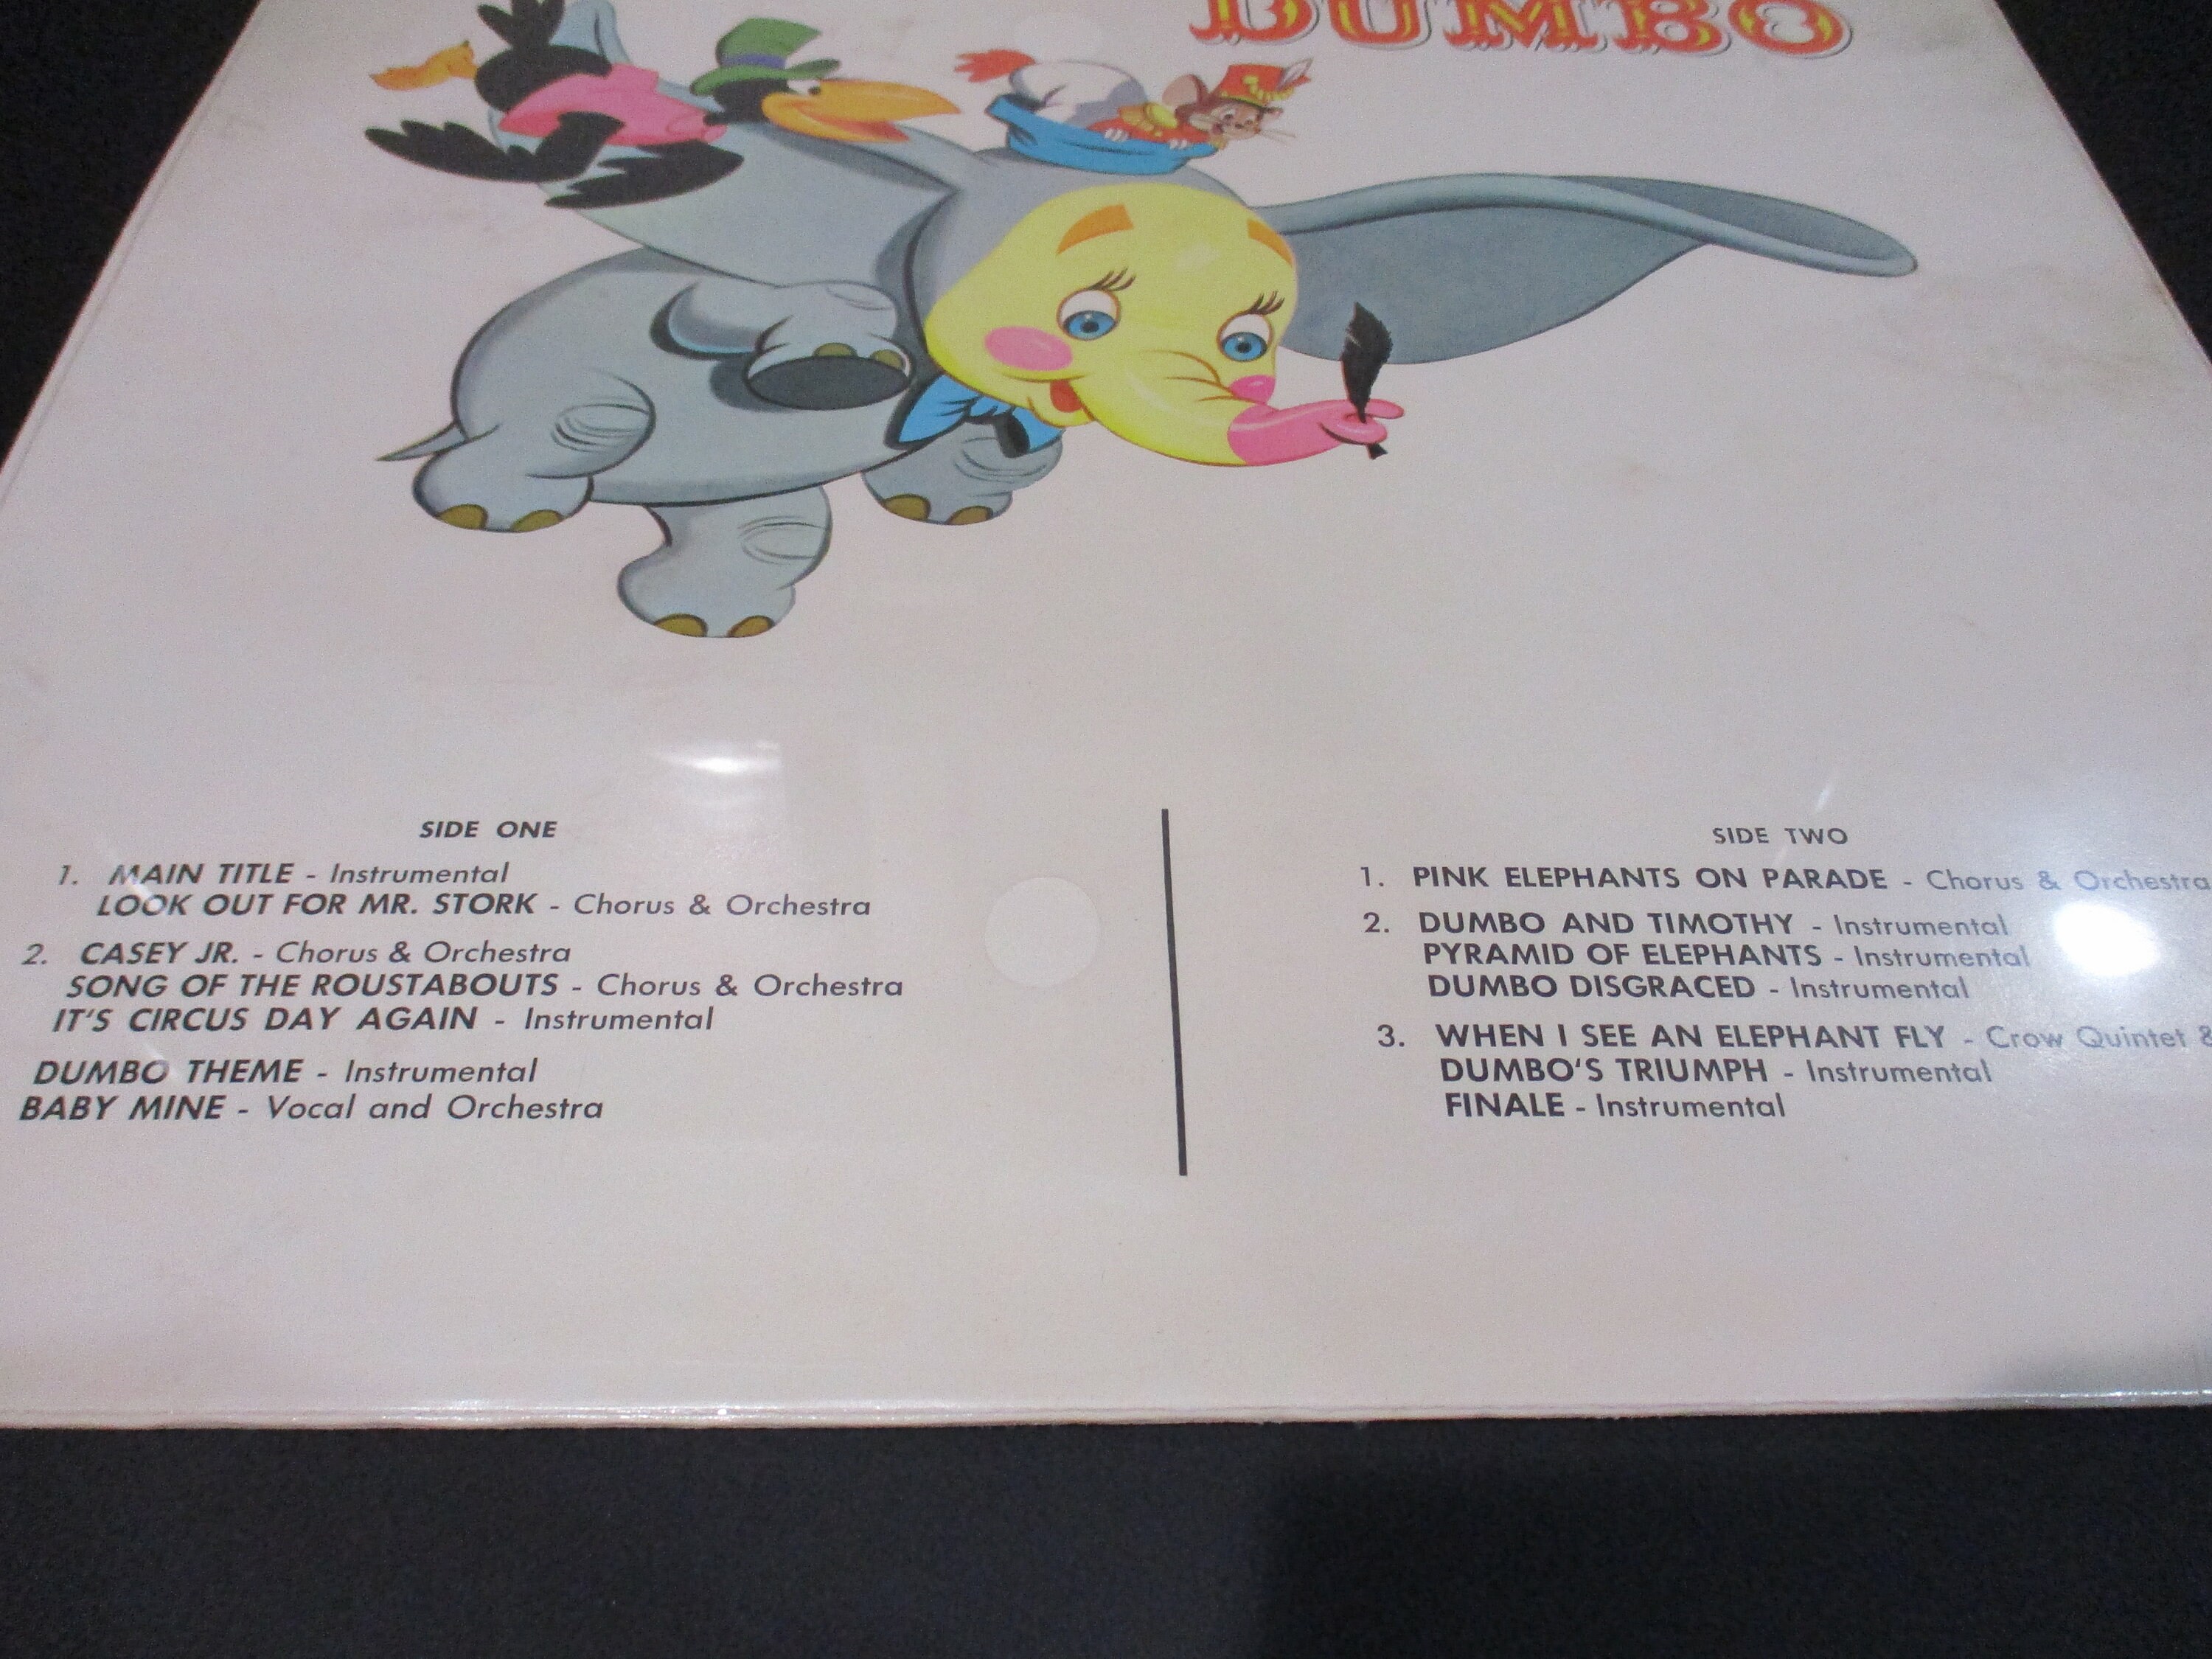 DUMBO
SIDE ONE
1. MAIN TITLE - Instrumental
LOOK OUT FOR MR. STORK - Chorus & Orchestra
2. CASEY JR. - Chorus & Orchestra
SONG OF THE ROUSTABOUTS - Chorus & Orchestra
IT'S CIRCUS DAY AGAIN - Instrumental
DUMBO THEME - Instrumental
BABY MINE - Vocal and Orchestra
SIDE TWO
1. PINK ELEPHANTS ON PARADE - Chorus & Orchestra
2. DUMBO AND TIMOTHY - Instrumental
PYRAMID OF ELEPHANTS - Instrumental
DUMBO DISGRACED - Instrumental
3. WHEN I SEE AN ELEPHANT FLY - Crow Quintet &
DUMBO'S TRIUMPH - Instrumental
FINALE - Instrumental